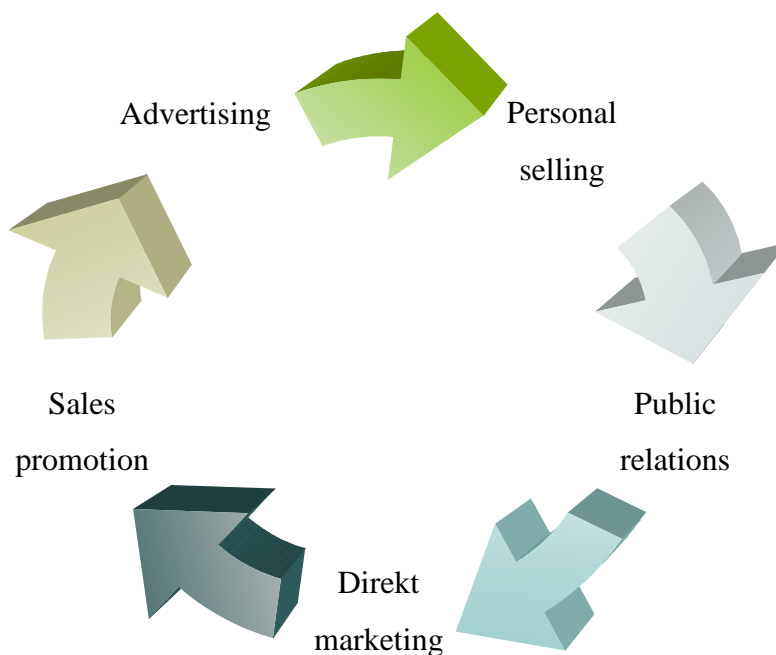 Advertising
Personal
selling
Public
relations
Direkt
marketing
Sales
promotion